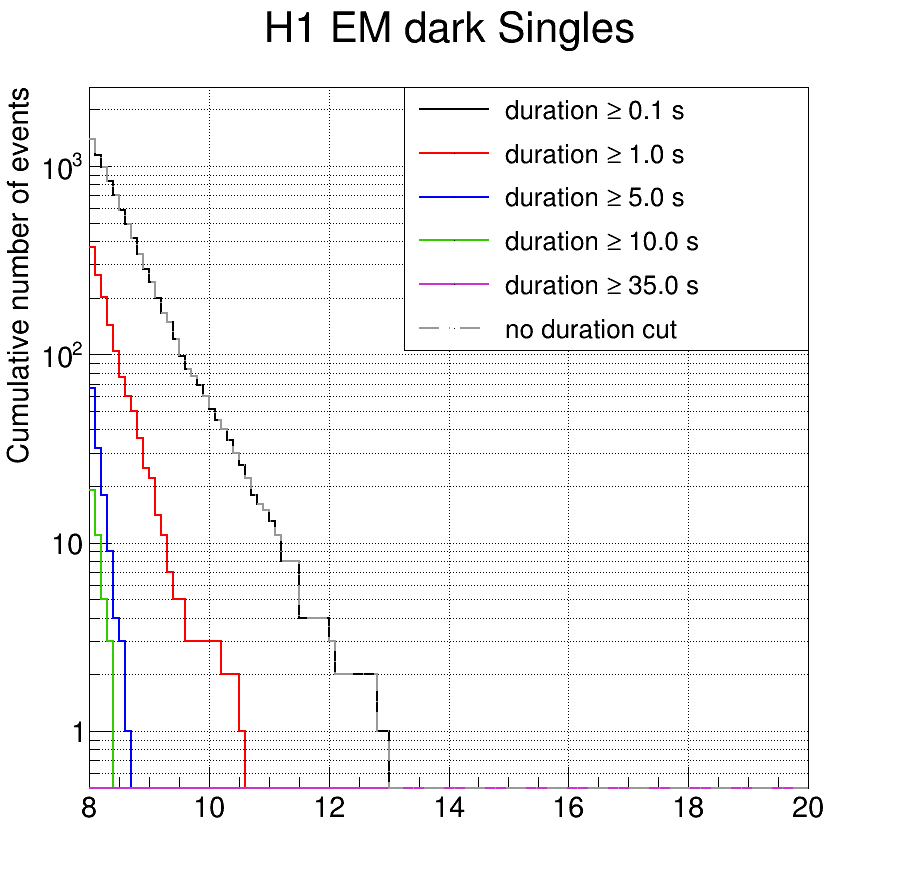 H1 EM dark Singles
Cumulative number of events
duration ≥ 0.1 s
duration ≥ 1.0 s
duration ≥ 5.0 s
duration ≥ 10.0 s
duration ≥ 35.0 s
no duration cut
10³
10²
10
1
8 10 12 14 16 18 20